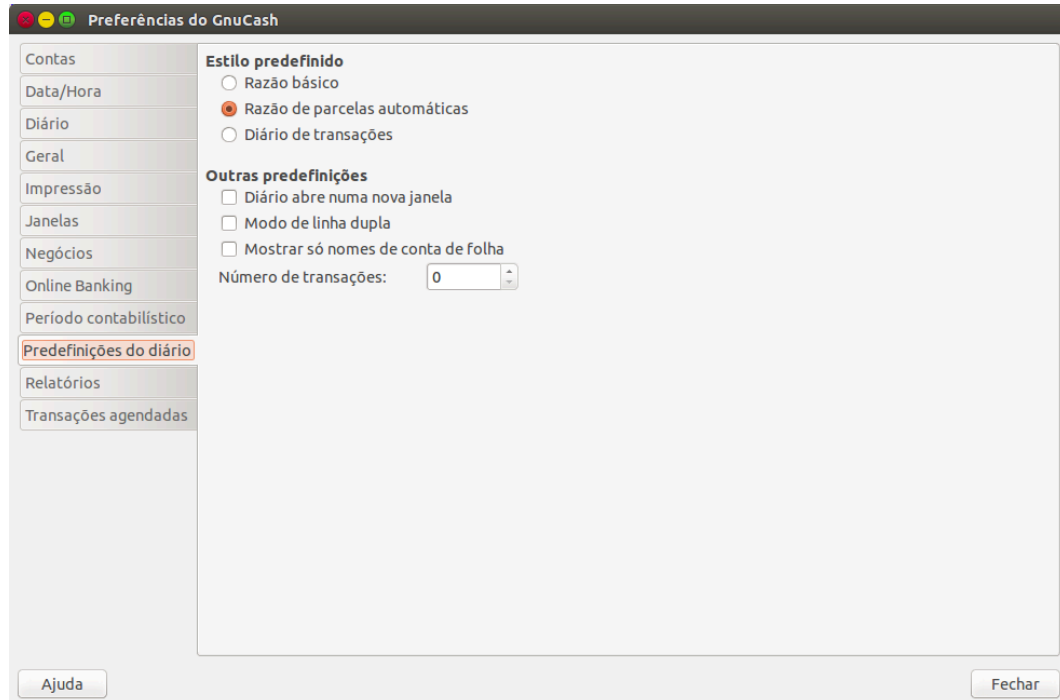 Preferências do GnuCash
Contas
Data/Hora
Diário
Geral
Impressão
Janelas
Negócios
Online Banking
Período contabilístico
Predefinições do diário
Relatórios
Transações agendadas
Estilo predefinido
Razão básico
Razão de parcelas automáticas
Diário de transações
Outras predefinições
Diário abre numa nova janela
Modo de linha dupla
Mostrar só nomes de conta de folha
Número de transações: 0
Ajuda
Fechar